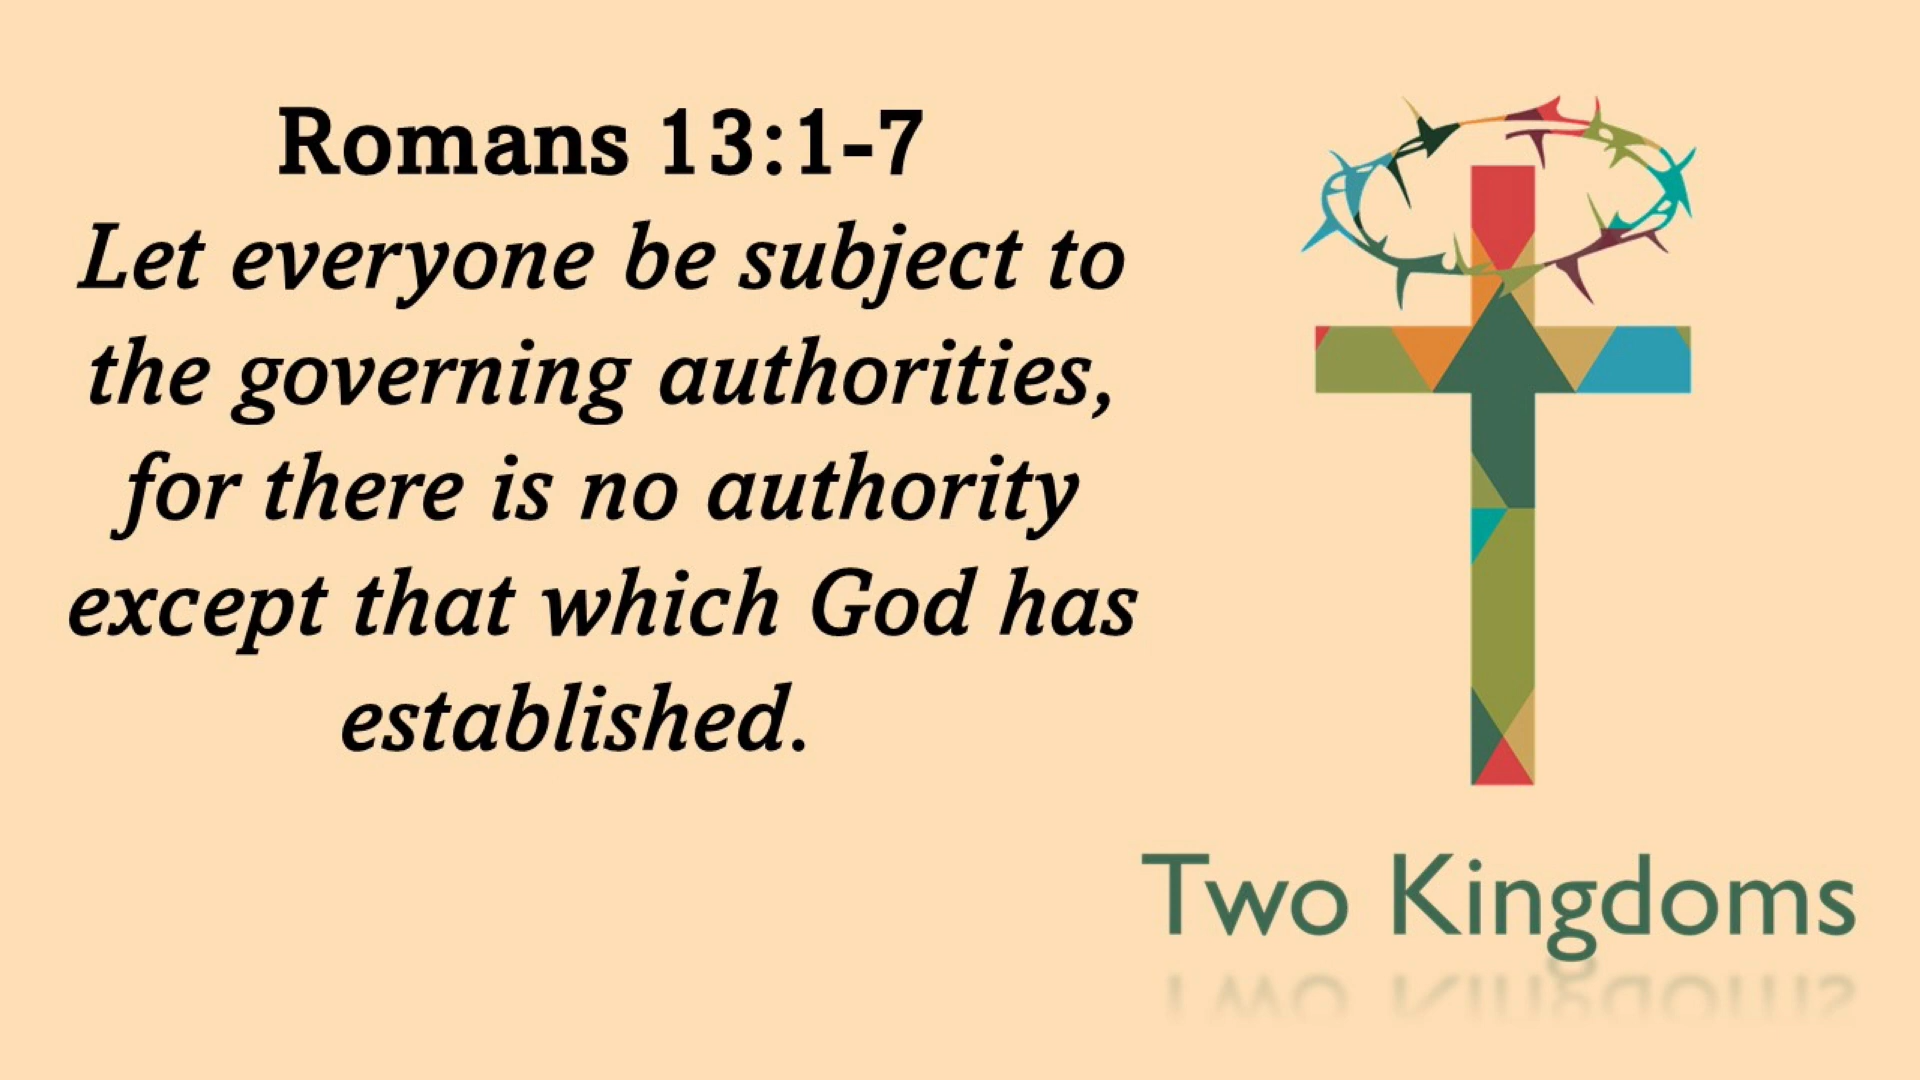 Romans 13:1-7
Let everyone be subject to
the governing authorities,
for there is no authority
except that which God has
established.
Two Kingdoms